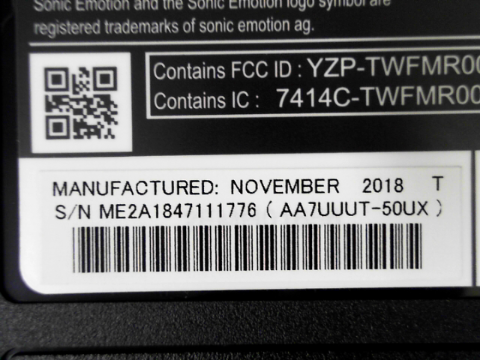 Sonic Emotion and the Sonic Emotion logo symbol are
registered trademarks of sonic emotion ag.
Contains FCC ID : YZP-TWFMR00
Contains IC : 7414C-TWFMR00
MANUFACTURED: NOVEMBER 2018 T
S/N ME2A1847111776 ( AA7UUUT-50UX )